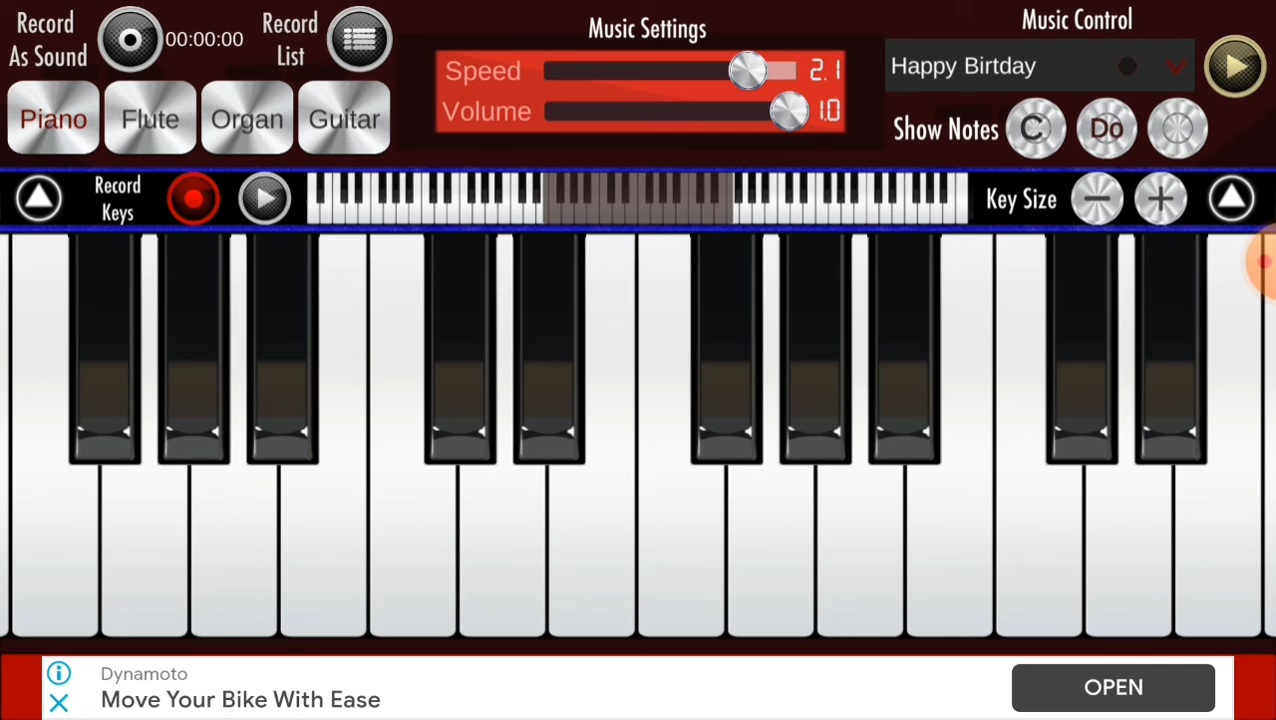 Record
As Sound
00:00:00
Record
List
Music Settings
Speed 2.1
Volume 1.0
Music Control
Happy Birtday
Piano
Flute
Organ
Guitar
Show Notes
C
Do
Record
Keys
Key Size
Dynamoto
Move Your Bike With Ease
OPEN